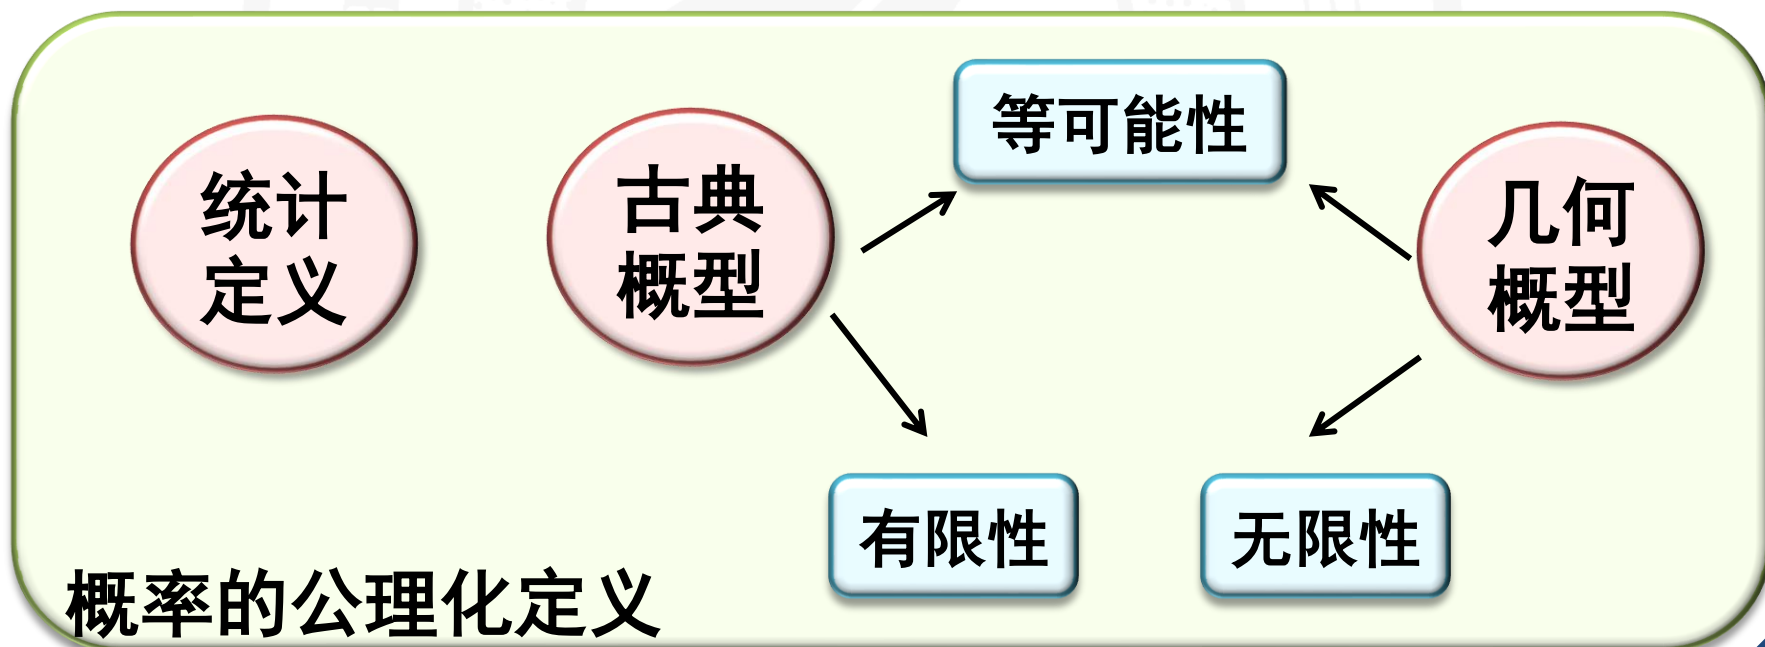 等可能性
统计
定义
古典
概型
几何
概型
有限性
无限性
概率的公理化定义